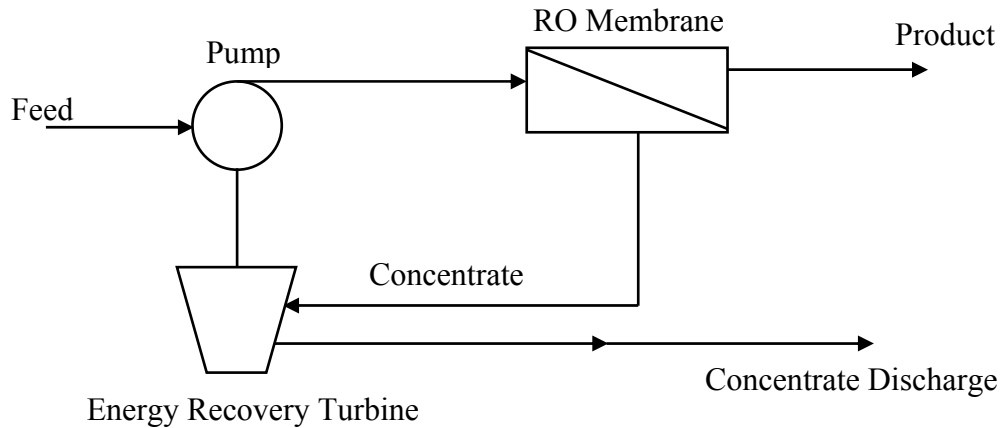 RO Membrane
Product
Pump
Feed
Concentrate
Concentrate Discharge
Energy Recovery Turbine